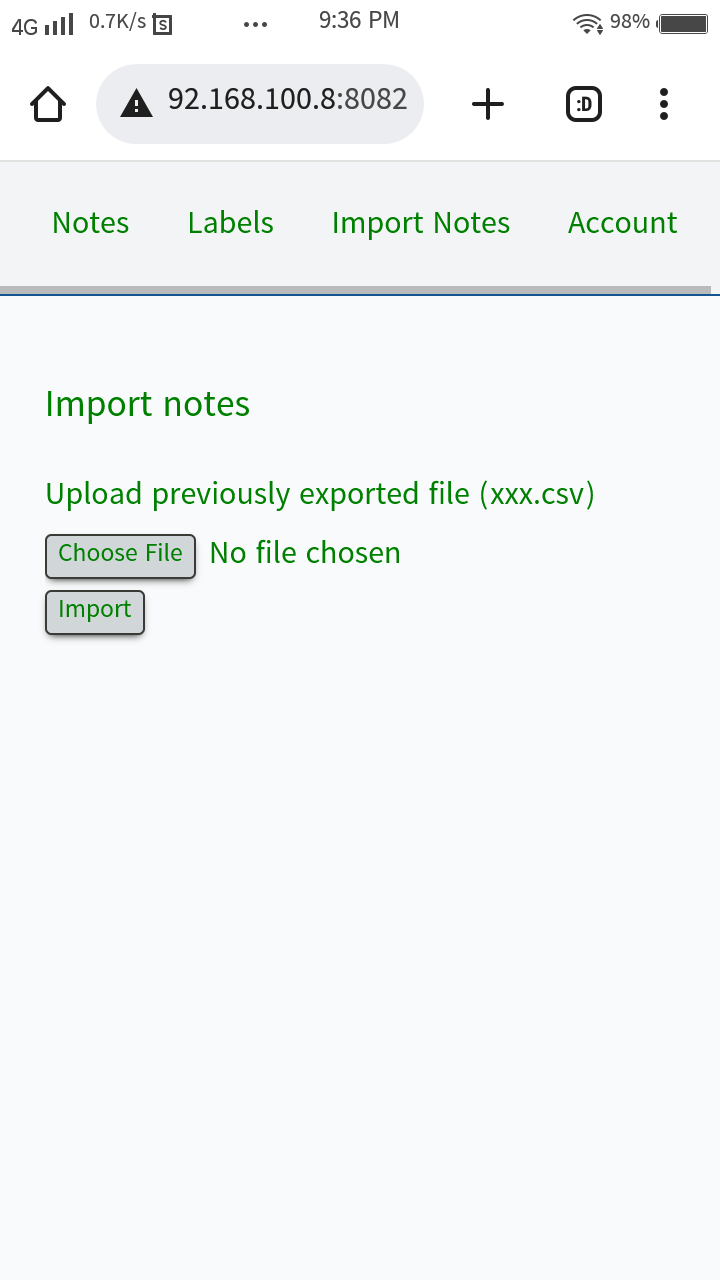 4G 0.7K/s S ... 9:36 PM 98%
92.168.100.8:8082 :D
Notes Labels Import Notes Account
Import notes
Upload previously exported file (xxx.csv)
Choose File No file chosen
Import